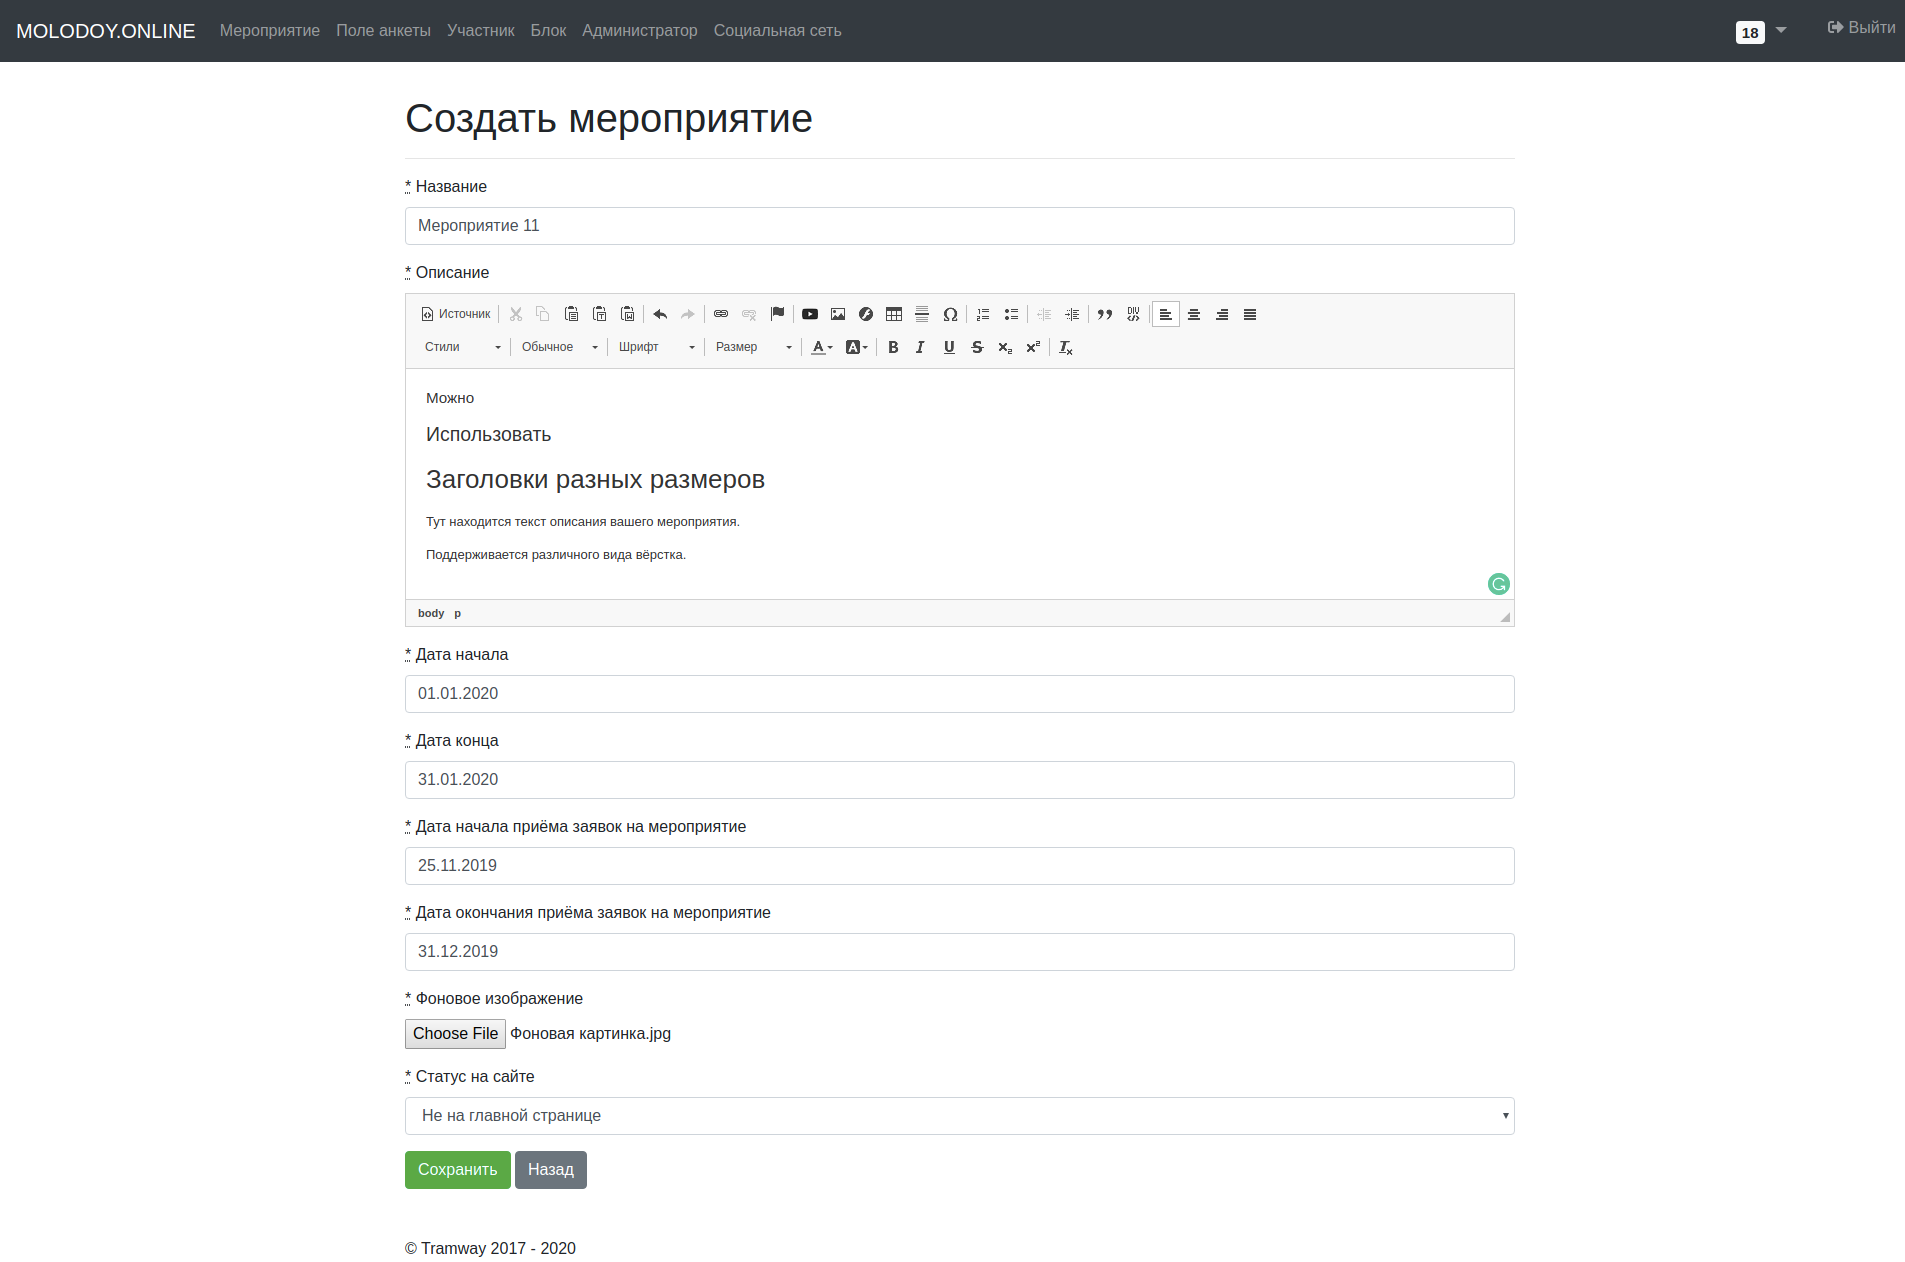 MOLODOY.ONLINE Мероприятие Поле анкеты Участник Блок Администратор Социальная сеть 18 Выйти
Создать мероприятие
* Название
Мероприятие 11
* Описание
Источник
Стили Обычное Шрифт Размер
Можно
Использовать
Заголовки разных размеров
Тут находится текст описания вашего мероприятия.
Поддерживается различного вида вёрстка.
body p
* Дата начала
01.01.2020
* Дата конца
31.01.2020
* Дата начала приёма заявок на мероприятие
25.11.2019
* Дата окончания приёма заявок на мероприятие
31.12.2019
* Фоновое изображение
Choose File Фоновая картинка.jpg
* Статус на сайте
Не на главной странице
Сохранить Назад
© Tramway 2017 - 2020